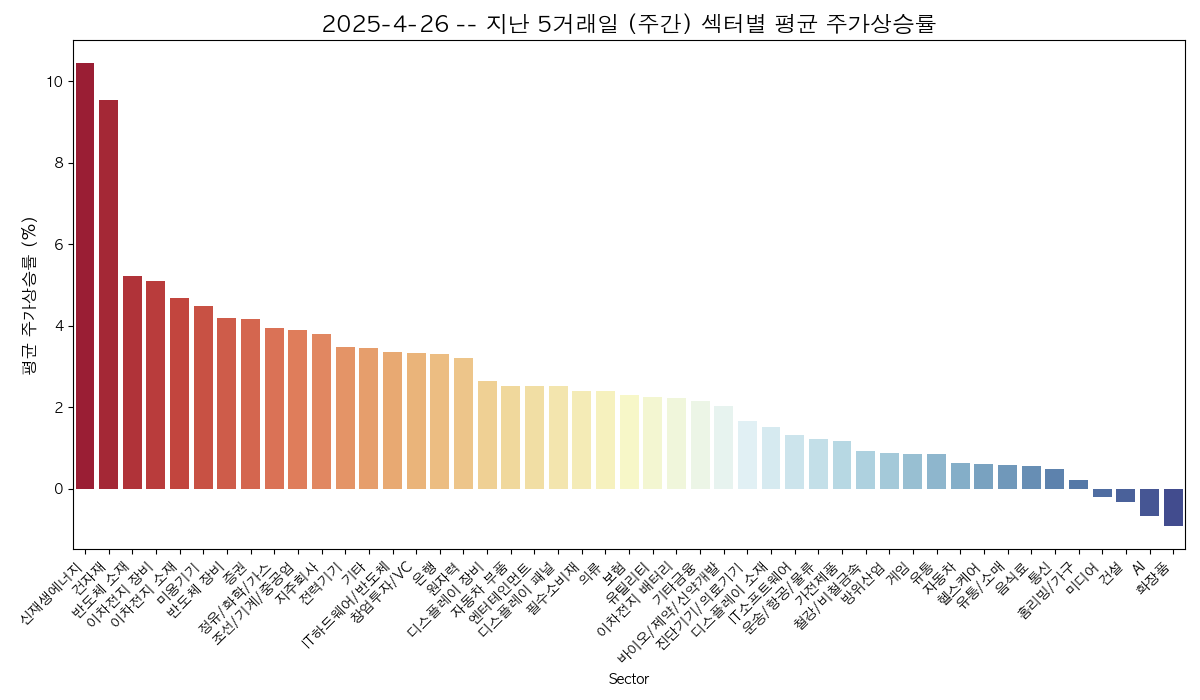 2025-4-26 -- 지난 5거래일 (주간) 섹터별 평균 주가상승률
평균 주가상승률 (%)
10
8
6
4
2
0
신재생에너지
건자재
반도체 소재
이차전지 장비
이차전지 소재
미용기기
반도체 장비
증권
정유/화학/가스
조선/기계/중공업
지주회사
전력기기
기타
IT하드웨어/반도체
창업투자/VC
은행
원자력
디스플레이 장비
자동차 부품
엔터테인먼트
디스플레이 패널
필수소비재
의류
보험
유틸리티
이차전지 배터리
기타금융
바이오/제약/신약개발
진단기기/의료기기
디스플레이 소재
IT소프트웨어
운송/항공/물류
가전제품
철강/비철금속
방위산업
게임
유통
자동차
헬스케어
유통/소매
음식료
통신
홈리빙/가구
미디어
건설
AI
화장품
Sector